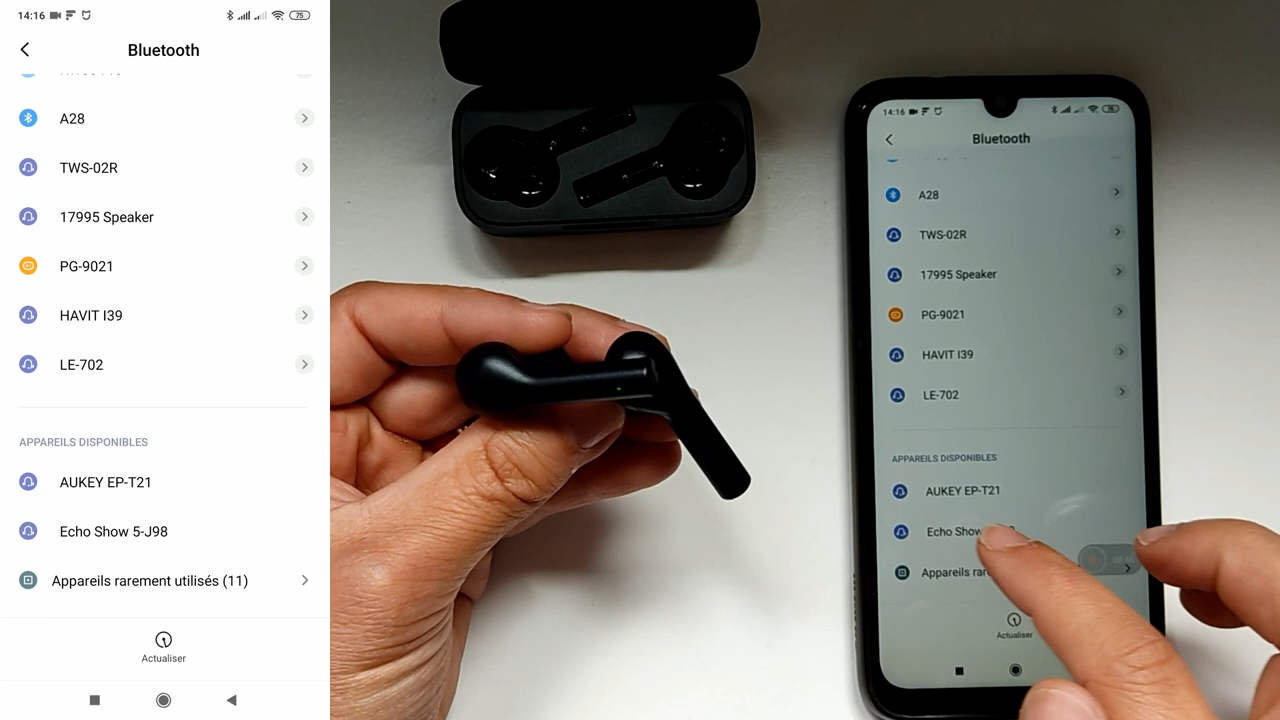 14:16
75
Bluetooth
A28
TWS-02R
17995 Speaker
PG-9021
HAVIT I39
LE-702
APPAREILS DISPONIBLES
AUKEY EP-T21
Echo Show 5-J98
Appareils rarement utilisés (11)
Actualiser
14:16
Bluetooth
A28
TWS-02R
17995 Speaker
PG-9021
HAVIT I39
LE-702
APPAREILS DISPONIBLES
AUKEY EP-T21
Echo Show
Appareils
Actualiser